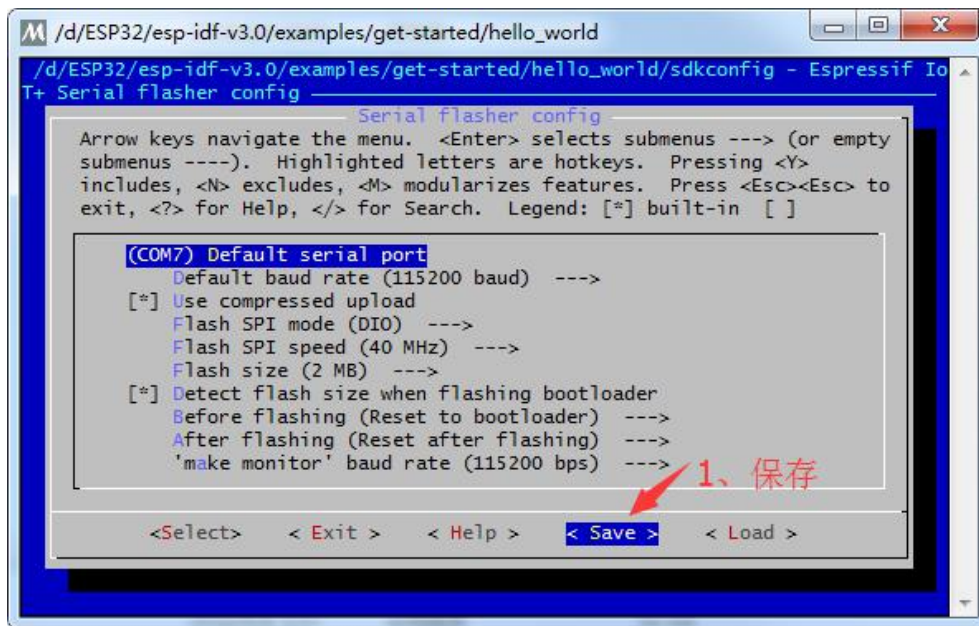 /d/ESP32/esp-idf-v3.0/examples/get-started/hello_world
/d/ESP32/esp-idf-v3.0/examples/get-started/hello_world/sdkconfig - Espressif Io
T+ Serial flasher config
Serial flasher config
Arrow keys navigate the menu.  <Enter> selects submenus ---> (or empty
submenus ----).  Highlighted letters are hotkeys.  Pressing <Y>
includes, <N> excludes, <M> modularizes features.  Press <Esc><Esc> to
exit, <?> for Help, </> for Search.  Legend: [*] built-in  [ ]
(COM7) Default serial port
Default baud rate (115200 baud)  --->
[*] Use compressed upload
Flash SPI mode (DIO)  --->
Flash SPI speed (40 MHz)  --->
Flash size (2 MB)  --->
[*] Detect flash size when flashing bootloader
Before flashing (Reset to bootloader)  --->
After flashing (Reset after flashing)  --->
'make monitor' baud rate (115200 bps)  --->
1、保存
<Select>    < Exit >    < Help >    < Save >    < Load >